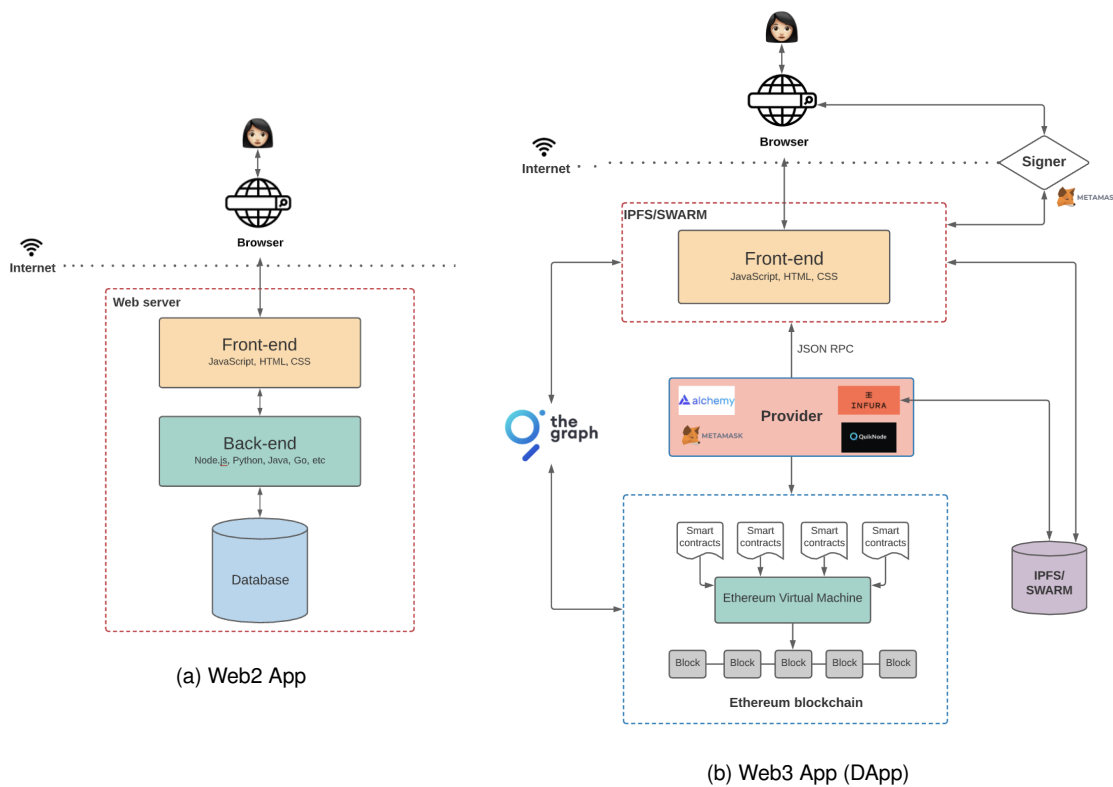 Browser
Internet
Web server
Front-end
JavaScript, HTML, CSS
Back-end
Node.js, Python, Java, Go, etc
Database
(a) Web2 App
Browser
Internet
Signer
METAMASK
IPFS/SWARM
Front-end
JavaScript, HTML, CSS
JSON RPC
alchemy
INFURA
Provider
METAMASK
QuikNode
the
graph
Smart
contracts
Smart
contracts
Smart
contracts
Smart
contracts
Ethereum Virtual Machine
Block
Block
Block
Block
Block
Ethereum blockchain
IPFS/
SWARM
(b) Web3 App (DApp)